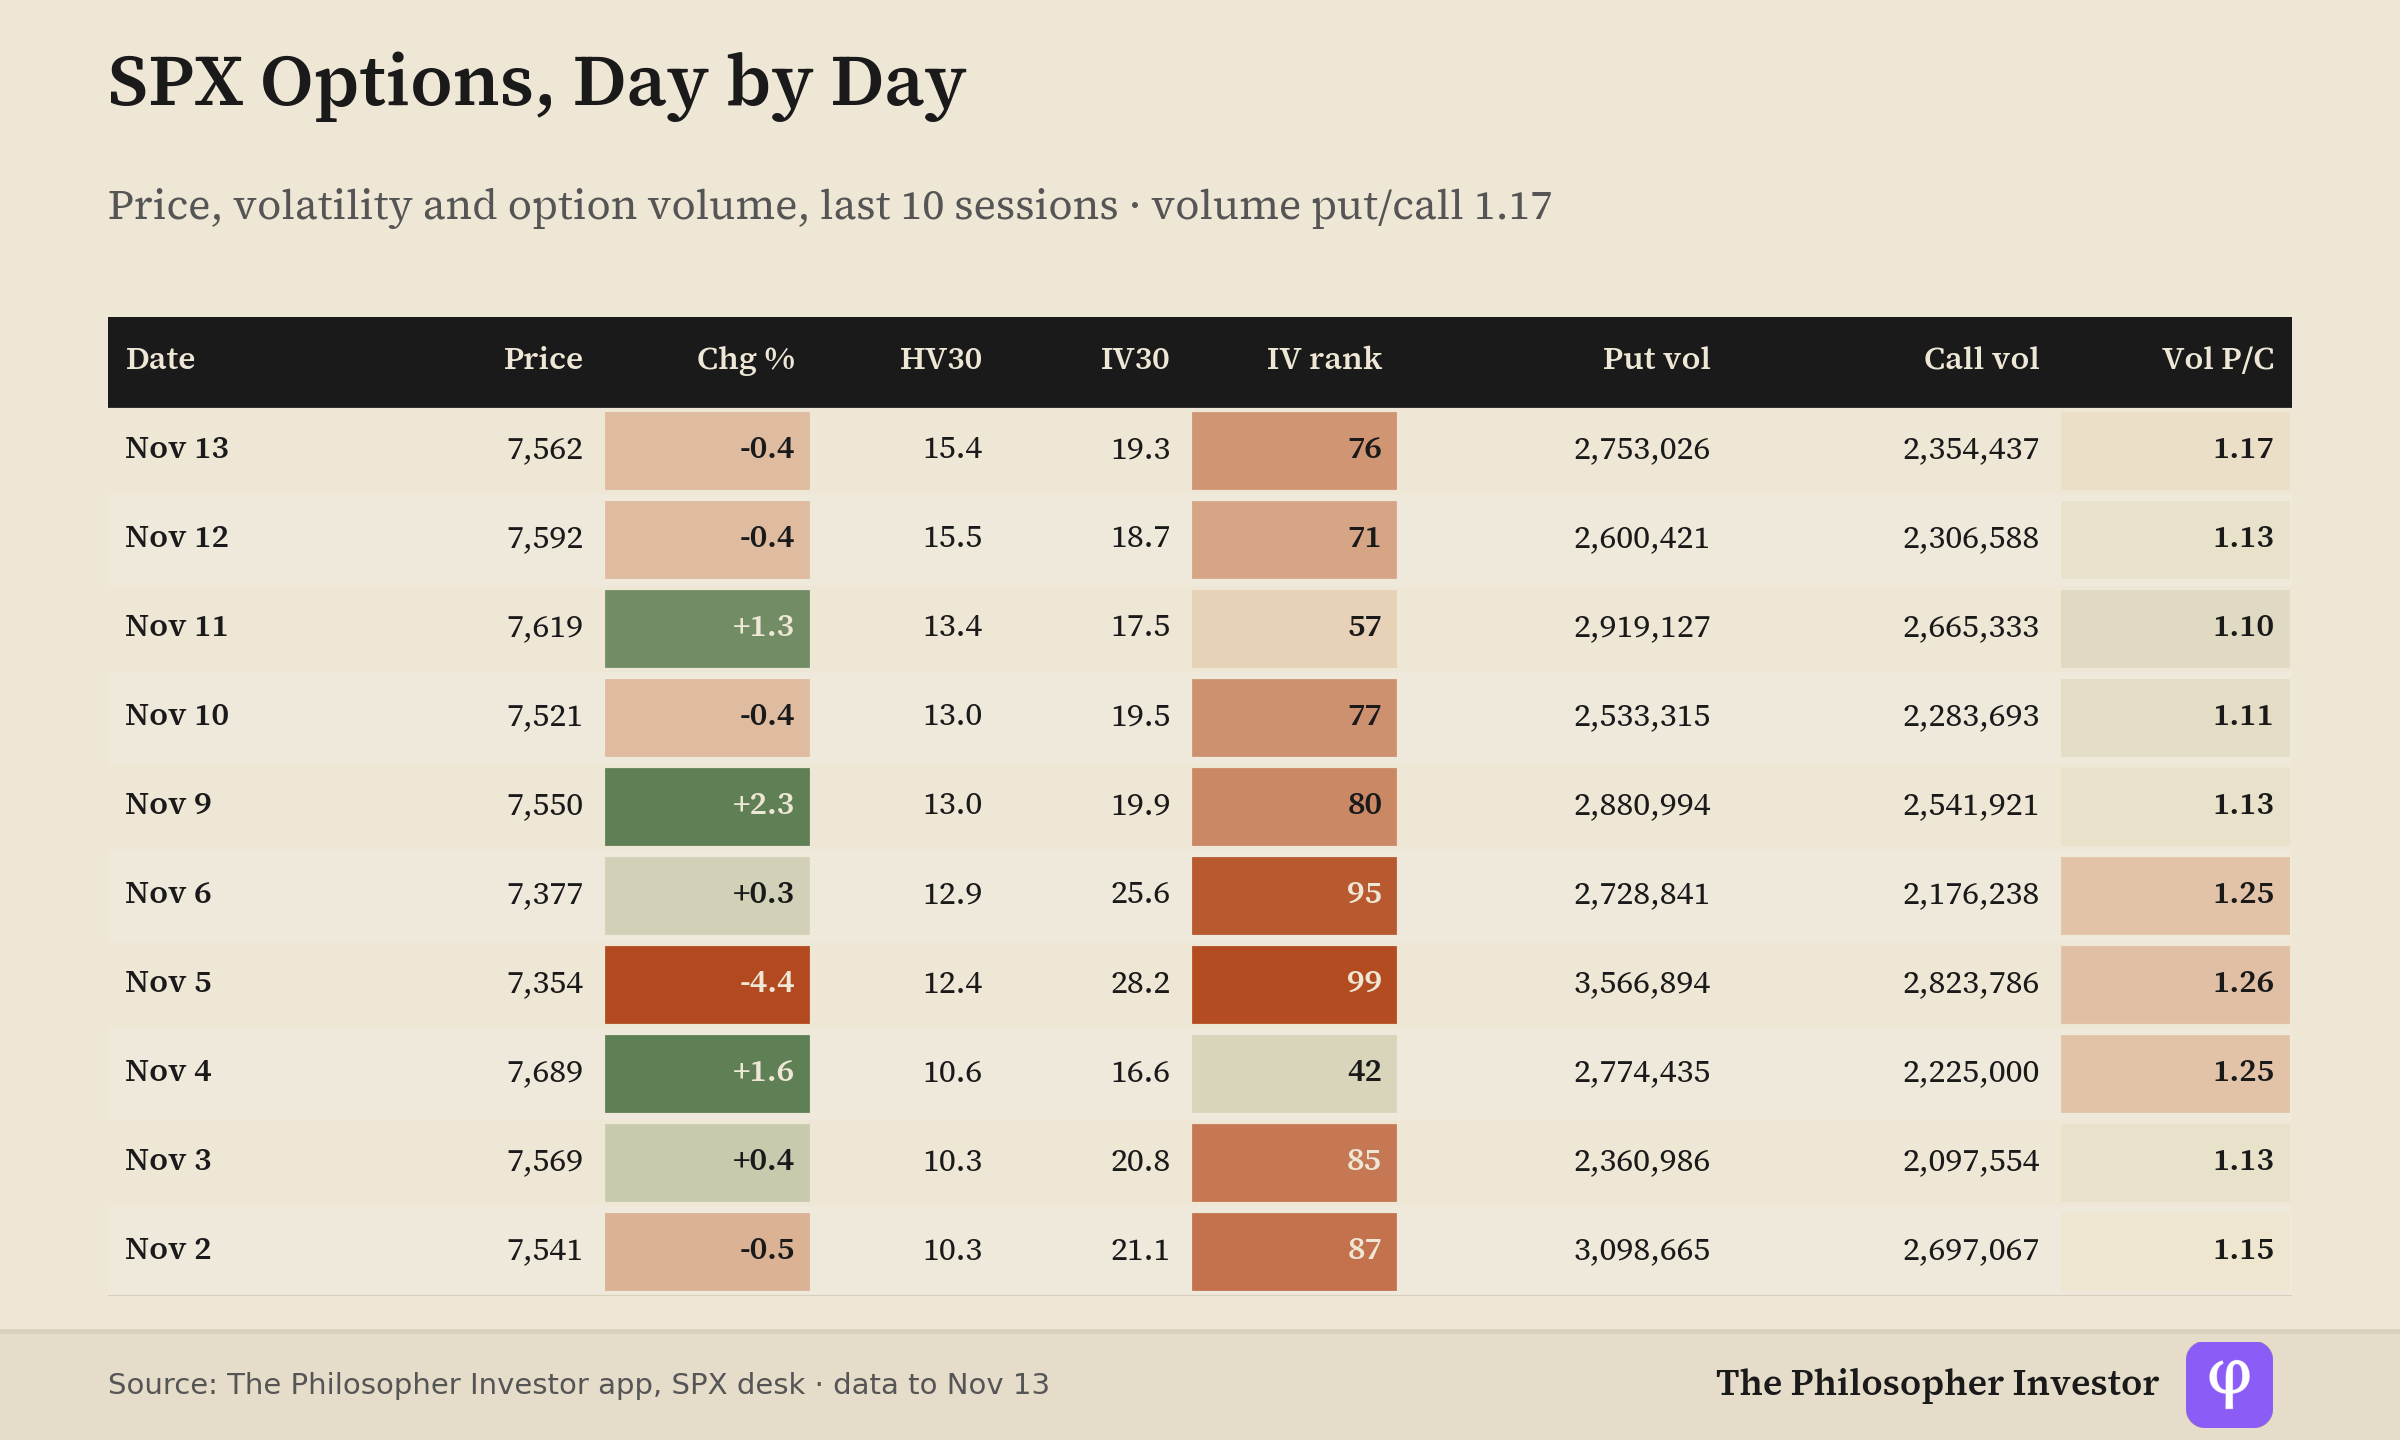 SPX Options, Day by Day
Price, volatility and option volume, last 10 sessions · volume put/call 1.17
Date Price Chg % HV30 IV30 IV rank Put vol Call vol Vol P/C
Nov 13 7,562 -0.4 15.4 19.3 76 2,753,026 2,354,437 1.17
Nov 12 7,592 -0.4 15.5 18.7 71 2,600,421 2,306,588 1.13
Nov 11 7,619 +1.3 13.4 17.5 57 2,919,127 2,665,333 1.10
Nov 10 7,521 -0.4 13.0 19.5 77 2,533,315 2,283,693 1.11
Nov 9 7,550 +2.3 13.0 19.9 80 2,880,994 2,541,921 1.13
Nov 6 7,377 +0.3 12.9 25.6 95 2,728,841 2,176,238 1.25
Nov 5 7,354 -4.4 12.4 28.2 99 3,566,894 2,823,786 1.26
Nov 4 7,689 +1.6 10.6 16.6 42 2,774,435 2,225,000 1.25
Nov 3 7,569 +0.4 10.3 20.8 85 2,360,986 2,097,554 1.13
Nov 2 7,541 -0.5 10.3 21.1 87 3,098,665 2,697,067 1.15
Source: The Philosopher Investor app, SPX desk · data to Nov 13
The Philosopher Investor φ